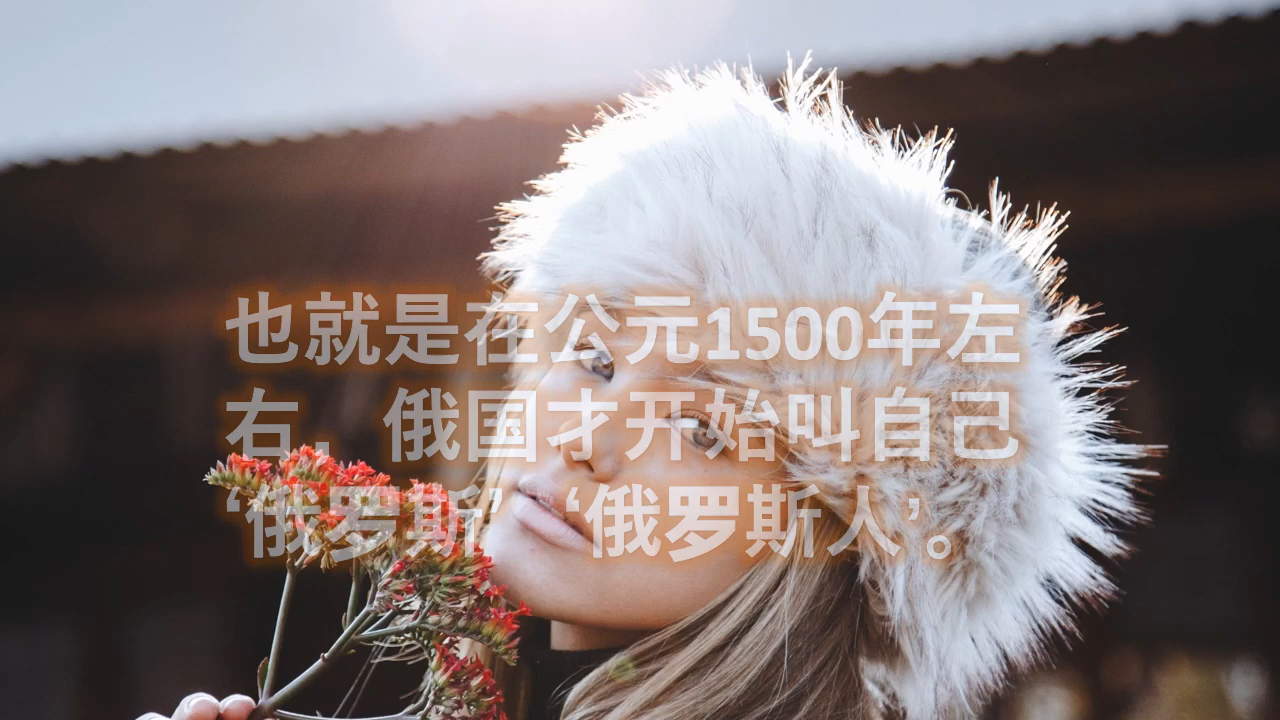 也就是在公元1500年左
右，俄国才开始叫自己
‘俄罗斯’‘俄罗斯人’。